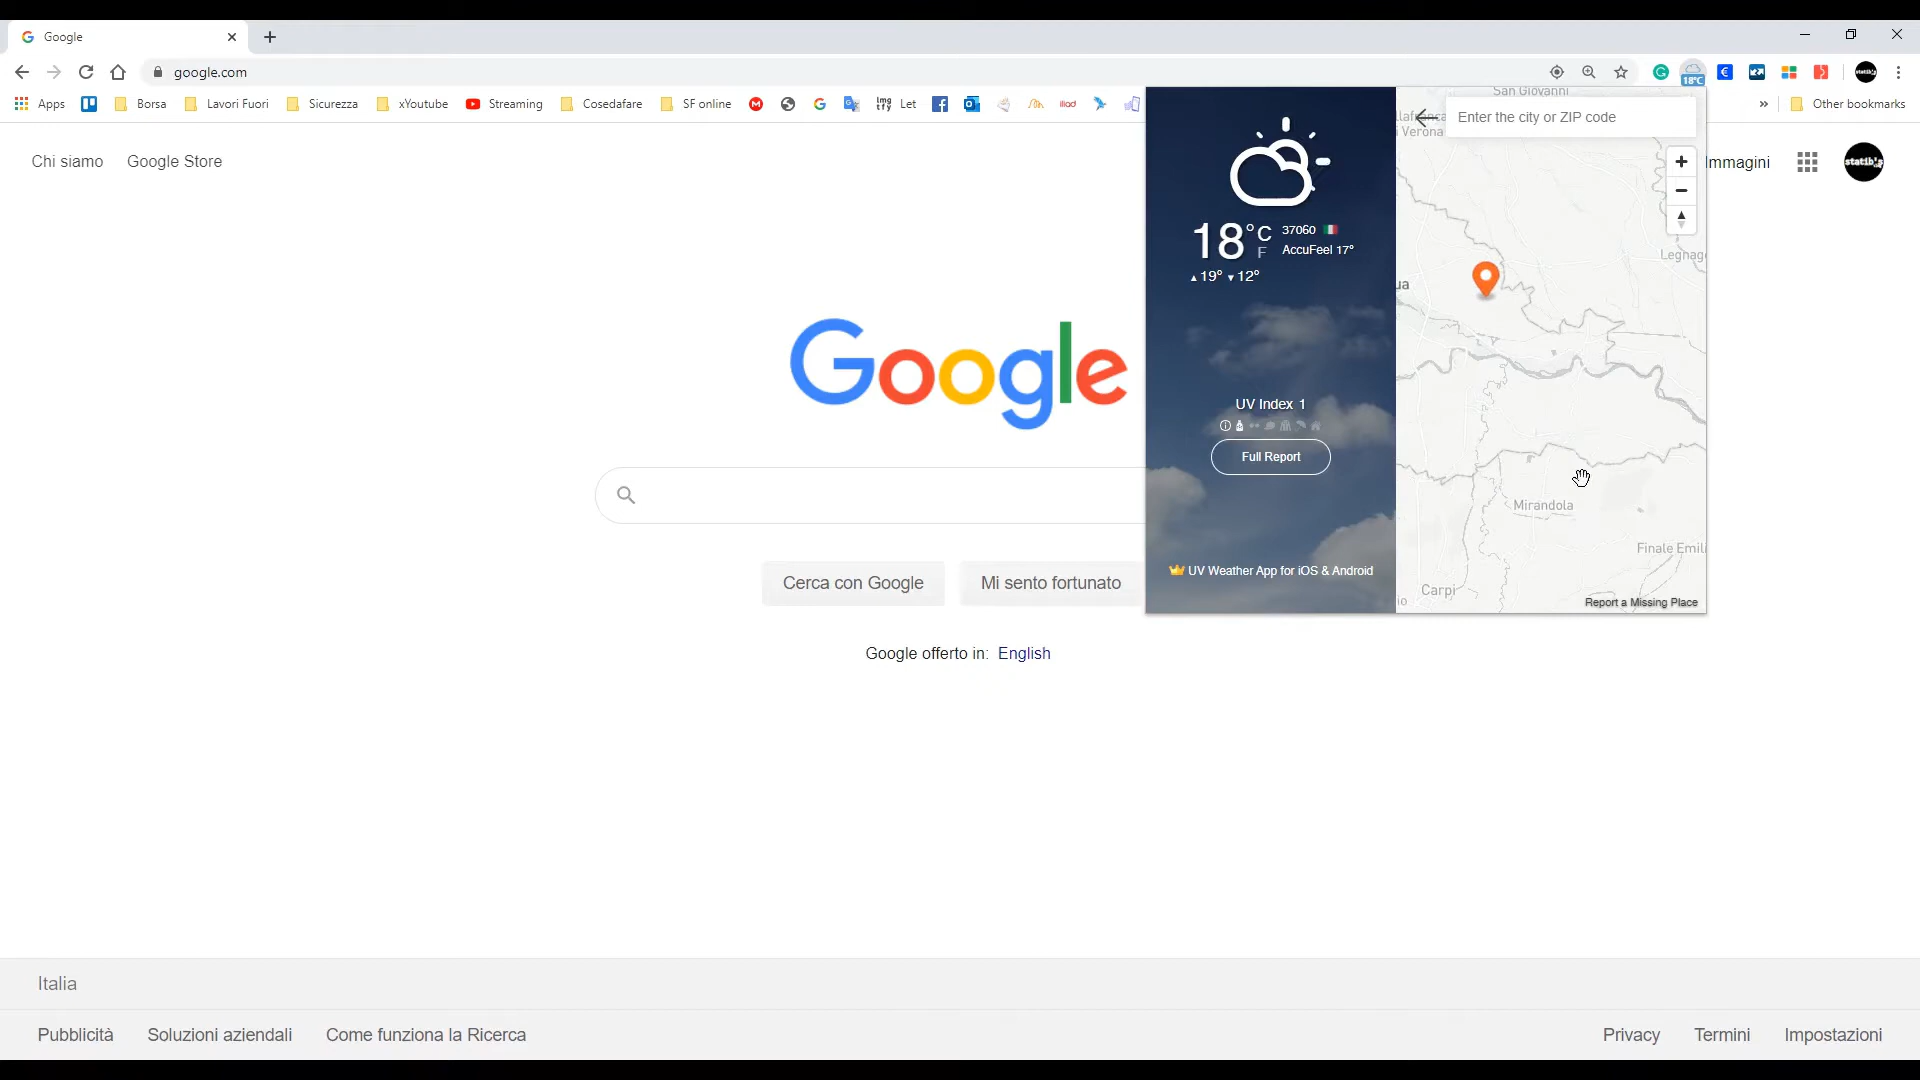 Google
google.com
18°C
Apps
Borsa
Lavori Fuori
Sicurezza
xYoutube
Streaming
Cosedafare
SF online
Let
iliad
»
Other bookmarks
Chi siamo
Google Store
Immagini
statib's
San Giovanni
i Verona
Enter the city or ZIP code
18°C
F
37060
AccuFeel 17°
▲19° ▼12°
Legnag
UV Index 1
Full Report
UV Weather App for iOS & Android
Mirandola
Finale Emili
Carpi
Report a Missing Place
Google
Cerca con Google
Mi sento fortunato
Google offerto in: English
Italia
Pubblicità
Soluzioni aziendali
Come funziona la Ricerca
Privacy
Termini
Impostazioni